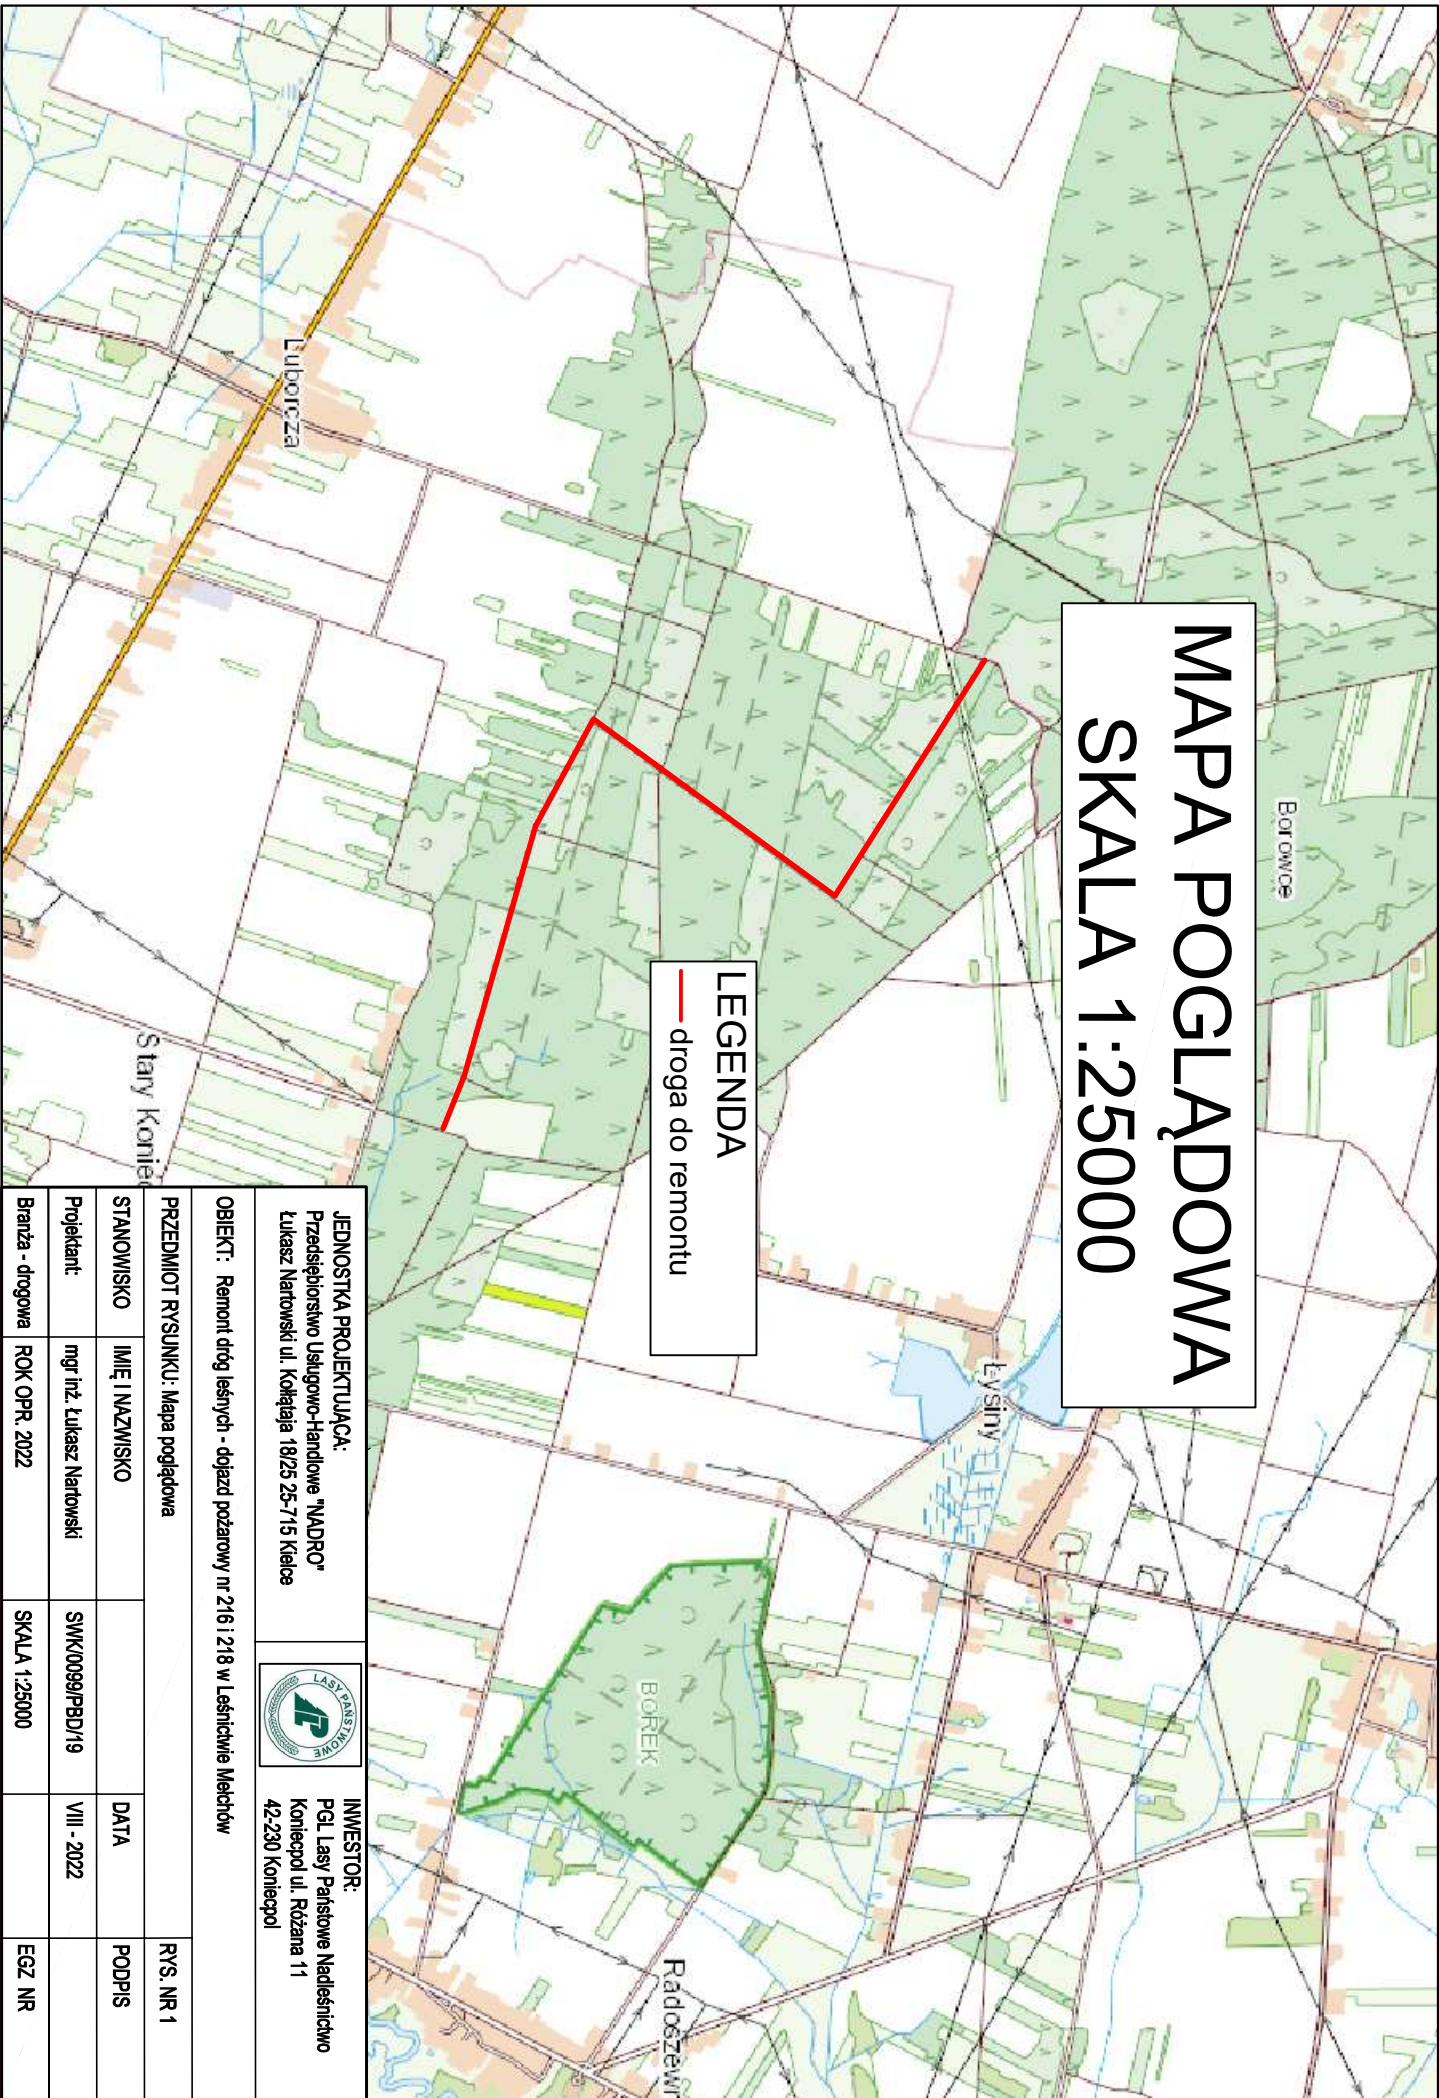 MAPA POGLĄDOWA
SKALA 1:25000
Borowce
Luborcza
Łysiny
LEGENDA
droga do remontu
BOREK
JEDNOSTKA PROJEKTUJĄCA:
Przedsiębiorstwo Usługowo-Handlowe "NADRO"
Łukasz Nartowski ul. Kołłątaja 18/25 25-715 Kielce
LASY PAŃSTWOWE
INWESTOR:
PGL Lasy Państowe Nadleśnictwo
Koniecpol ul. Różana 11
42-230 Koniecpol
OBIEKT: Remont dróg leśnych - dojazd pożarowy nr 216 i 218 w Leśnictwie Mełchów
PRZEDMIOT RYSUNKU: Mapa poglądowa
RYS. NR 1
STANOWISKO IMIĘ I NAZWISKO DATA PODPIS
Projektant: mgr inż. Łukasz Nartowski SWK/0099/PBD/19 VIII - 2022
Branża - drogowa ROK OPR. 2022 SKALA 1:25000 EGZ NR
Stary Koniec
Radoszewn